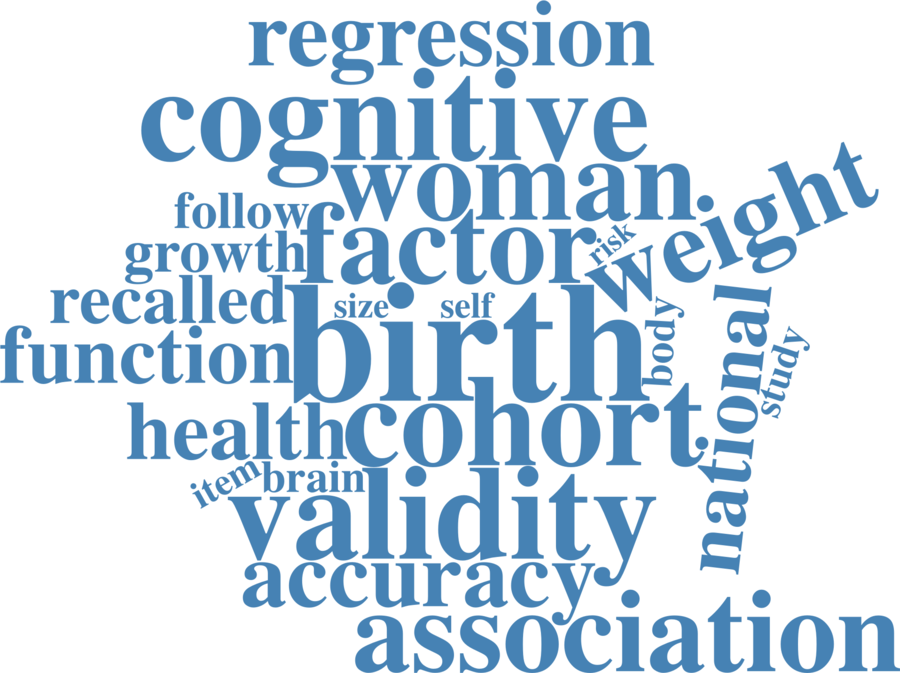 regression
cognitive
woman
weight
follow
factor
risk
growth
recalled
size
self
birth
body
national
study
function
health
cohort
item
brain
validity
accuracy
association